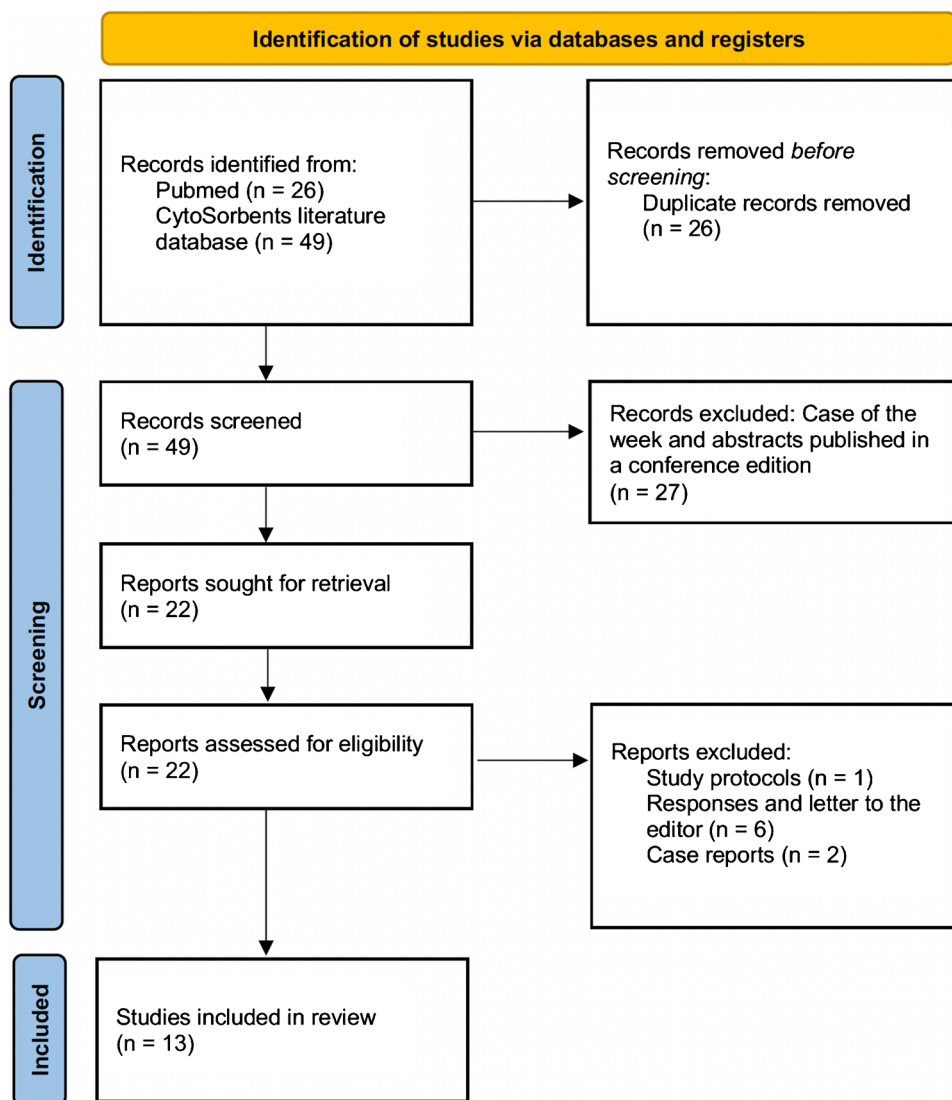 Identification of studies via databases and registers
Identification
Records identified from:
Pubmed (n = 26)
CytoSorbents literature
database (n = 49)
Records removed before
screening:
Duplicate records removed
(n = 26)
Screening
Records screened
(n = 49)
Records excluded: Case of the
week and abstracts published in
a conference edition
(n = 27)
Reports sought for retrieval
(n = 22)
Reports assessed for eligibility
(n = 22)
Reports excluded:
Study protocols (n = 1)
Responses and letter to the
editor (n = 6)
Case reports (n = 2)
Included
Studies included in review
(n = 13)